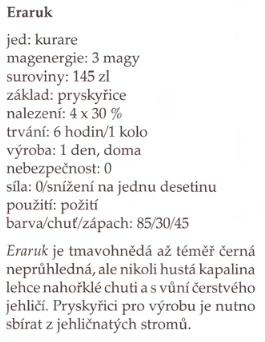 Eraruk
jed: kurare
magenergie: 3 magy
suroviny: 145 zl
základ: pryskyřice
nalezení: 4 x 30 %
trvání: 6 hodin/1 kolo
výroba: 1 den, doma
nebezpečnost: 0
síla: 0/snížení na jednu desetinu
použití: požití
barva/chuť/zápach: 85/30/45
Eraruk je tmavohnědá až téměř černá
neprůhledná, ale nikoli hustá kapalina
lehce nahořklé chuti a s vůní čerstvého
jehličí. Pryskyřici pro výrobu je nutno
sbírat z jehličnatých stromů.